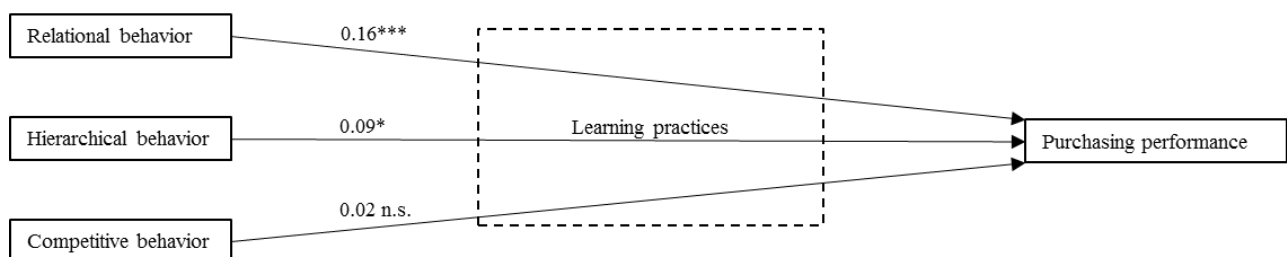 Relational behavior
0.16***
Hierarchical behavior
0.09*
Learning practices
Purchasing performance
0.02 n.s.
Competitive behavior